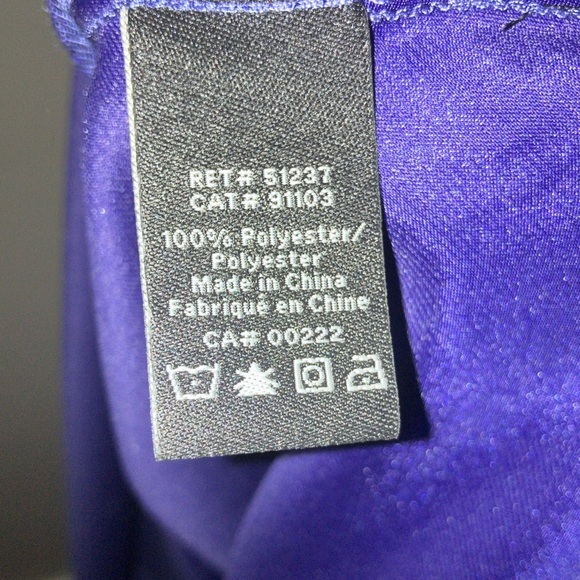 RET# 51237
CAT# 91103
100% Polyester/
Polyester
Made in China
Fabriqué en Chine
CA# 00222